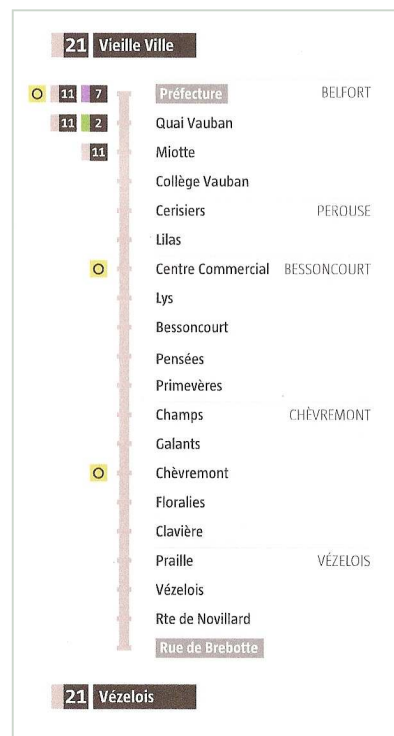 21 Vieille Ville
11 7 Préfecture BELFORT
11 2 Quai Vauban
11 Miotte
Collège Vauban
Cerisiers PEROUSE
Lilas
Centre Commercial BESSONCOURT
Lys
Bessoncourt
Pensées
Primevères
Champs CHÈVREMONT
Galants
Chèvremont
Floralies
Clavière
Praille VÉZELOIS
Vézelois
Rte de Novillard
Rue de Brebotte
21 Vézelois